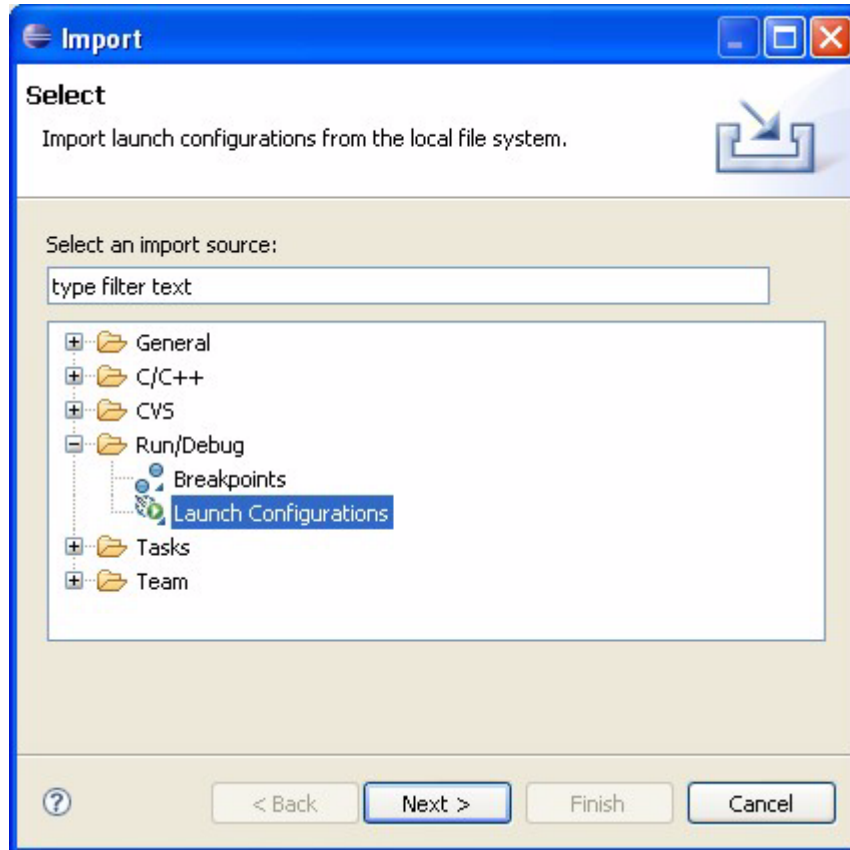 Import
Select
Import launch configurations from the local file system.
Select an import source:
type filter text
General
C/C++
CVS
Run/Debug
Breakpoints
Launch Configurations
Tasks
Team
?
< Back
Next >
Finish
Cancel